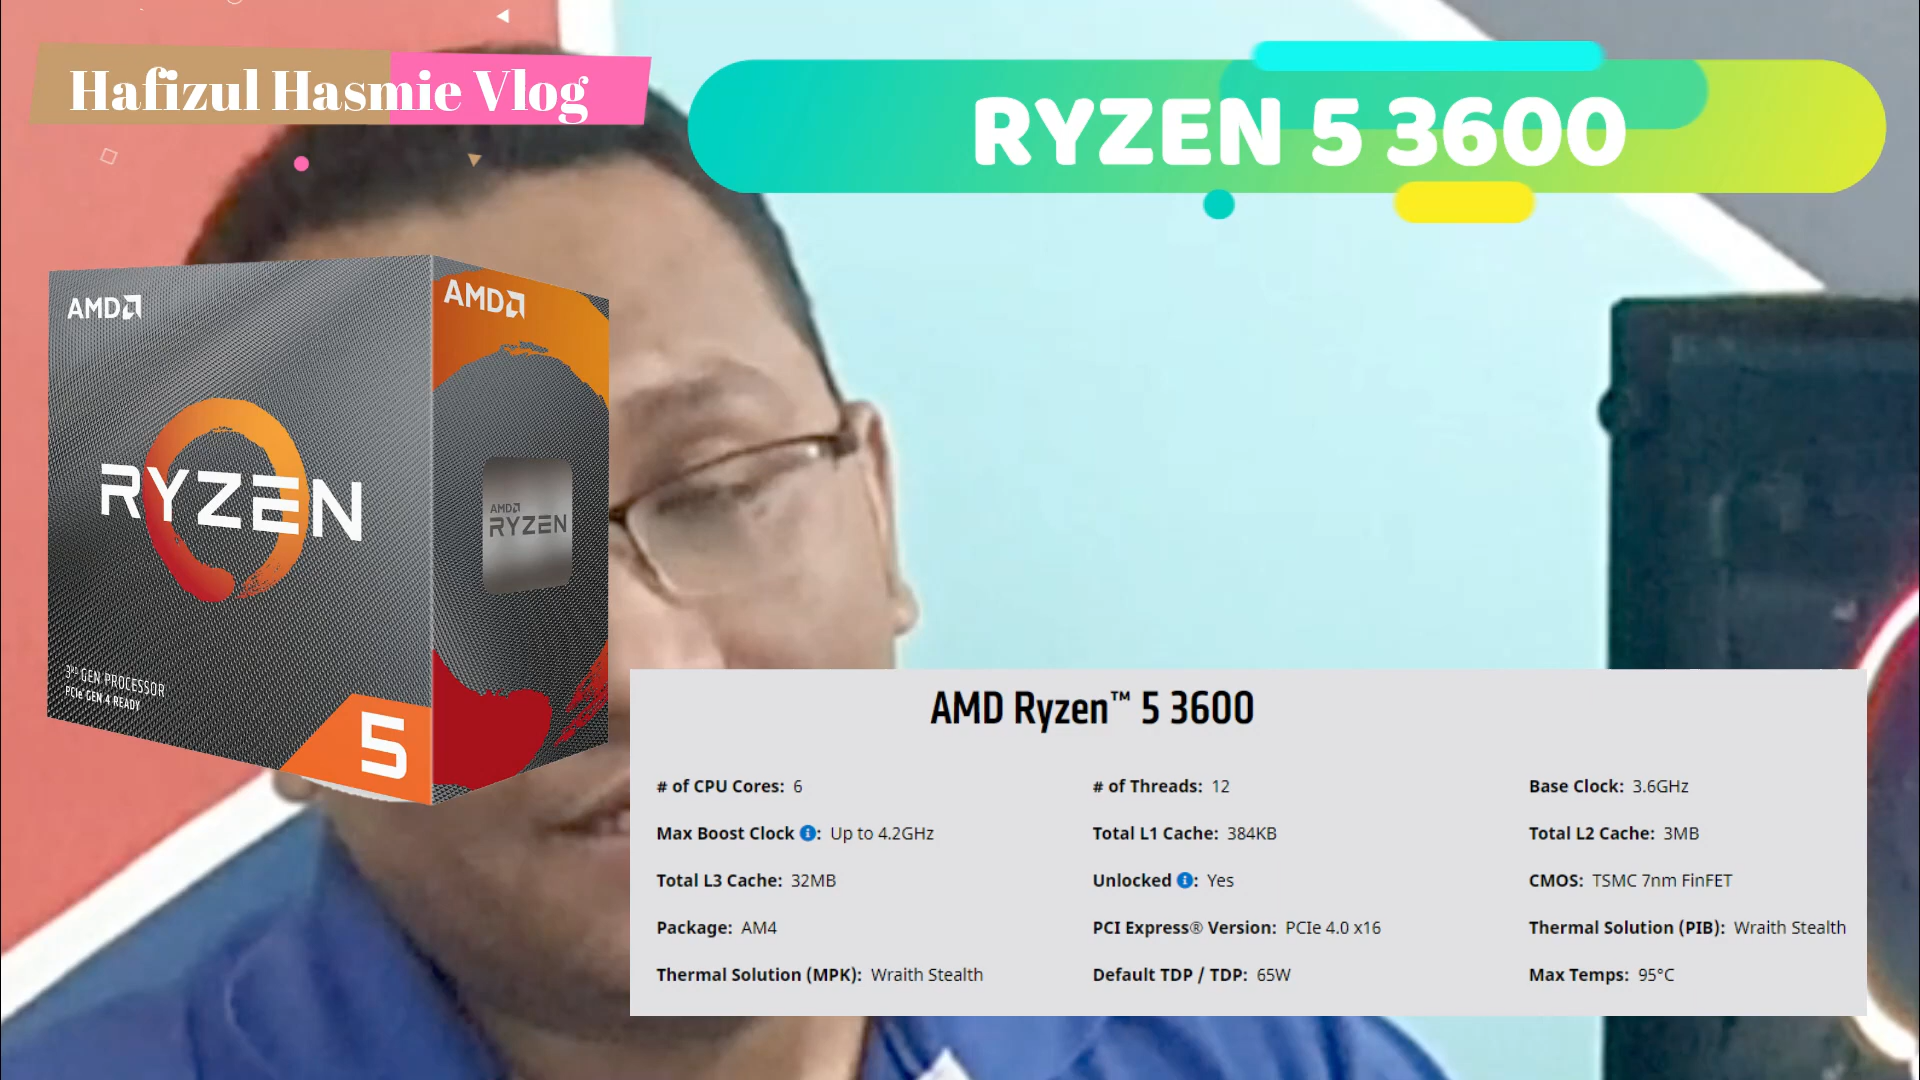 Hafizul Hasmie Vlog
RYZEN 5 3600
AMD
AMD
RYZEN
AMD
RYZEN
3RD GEN PROCESSOR
PCIe GEN 4 READY
5
AMD Ryzen™ 5 3600
# of CPU Cores: 6 # of Threads: 12 Base Clock: 3.6GHz
Max Boost Clock i: Up to 4.2GHz Total L1 Cache: 384KB Total L2 Cache: 3MB
Total L3 Cache: 32MB Unlocked i: Yes CMOS: TSMC 7nm FinFET
Package: AM4 PCI Express® Version: PCIe 4.0 x16 Thermal Solution (PIB): Wraith Stealth
Thermal Solution (MPK): Wraith Stealth Default TDP / TDP: 65W Max Temps: 95°C